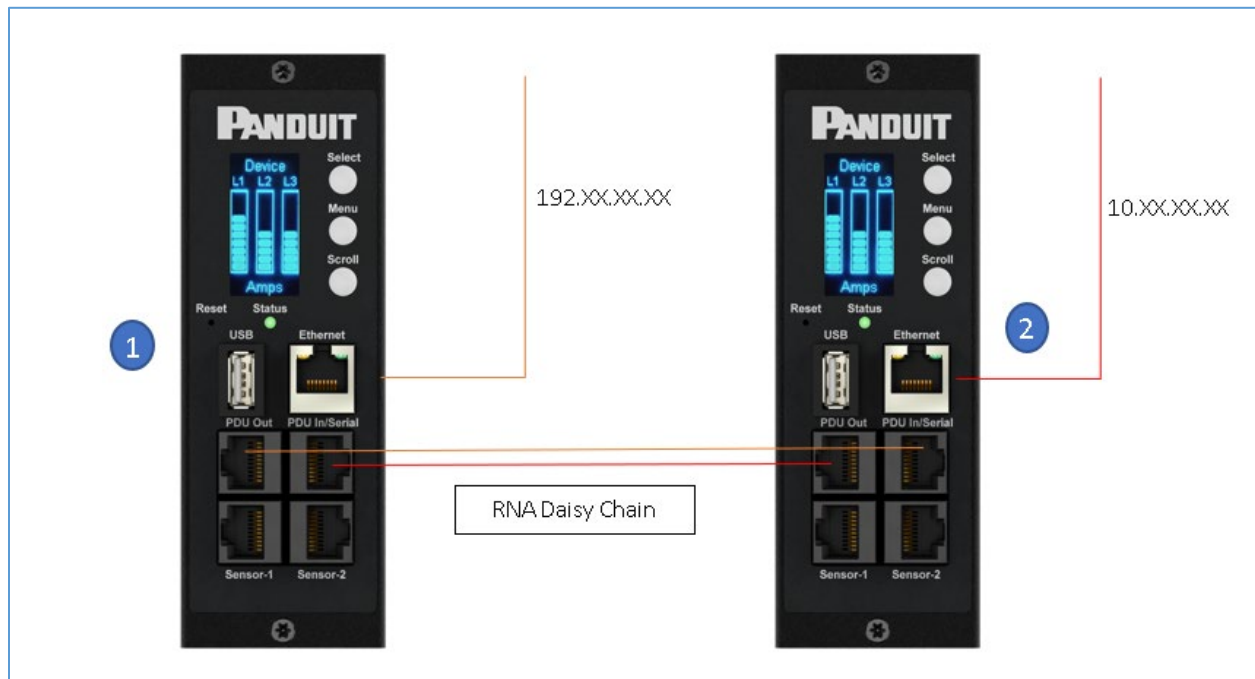 PANDUIT
Device
L1 L2 L3
Amps
Select
Menu
Scroll
Reset Status
USB Ethernet
PDU Out PDU In/Serial
Sensor-1 Sensor-2
1
192.XX.XX.XX
RNA Daisy Chain
PANDUIT
Device
L1 L2 L3
Amps
Select
Menu
Scroll
Reset Status
USB Ethernet
PDU Out PDU In/Serial
Sensor-1 Sensor-2
2
10.XX.XX.XX